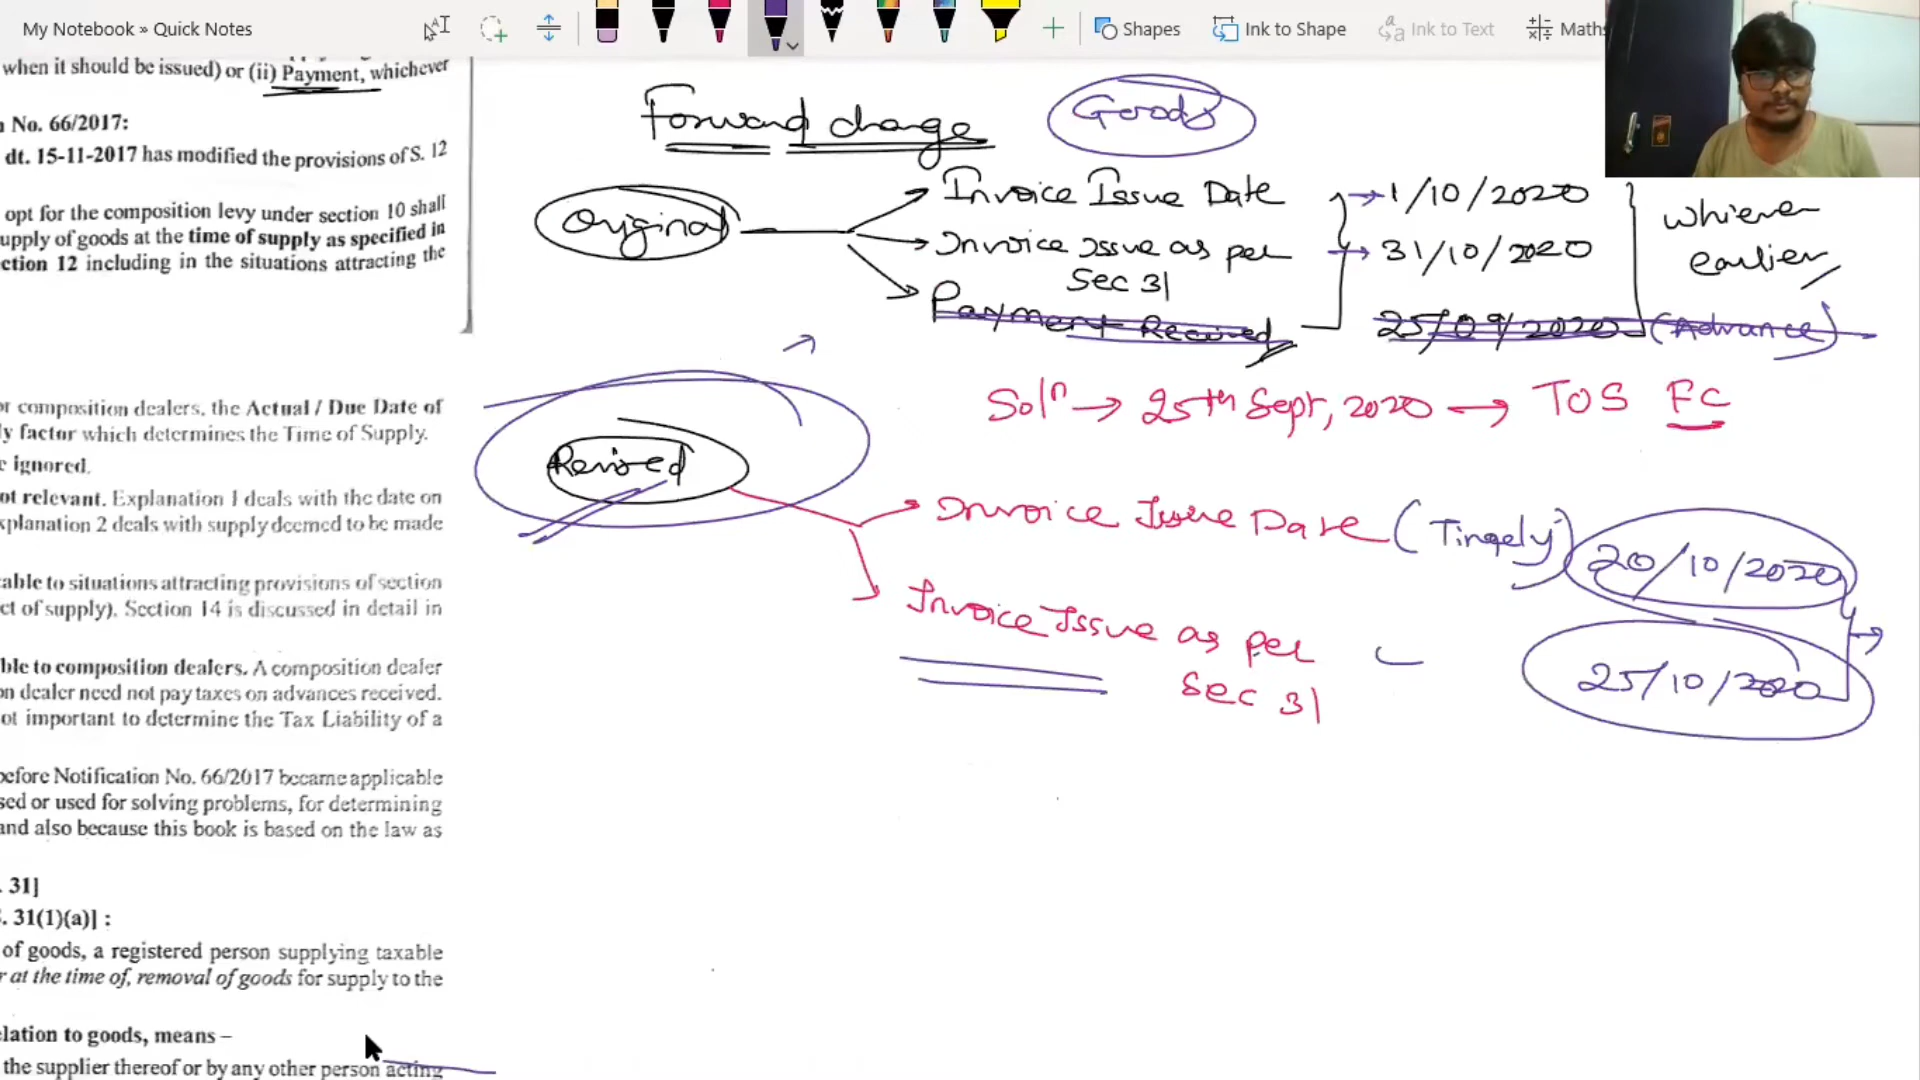 My Notebook » Quick Notes
Shapes
Ink to Shape
Ink to Text
Maths
when it should be issued) or (ii) Payment, whichever
No. 66/2017:
dt. 15-11-2017 has modified the provisions of S. 12
opt for the composition levy under section 10 shall
upply of goods at the time of supply as specified in
ction 12 including in the situations attracting the
or composition dealers, the Actual / Due Date of
ly factor which determines the Time of Supply.
e ignored.
ot relevant. Explanation 1 deals with the date on
xplanation 2 deals with supply deemed to be made
able to situations attracting provisions of section
ct of supply). Section 14 is discussed in detail in
ble to composition dealers. A composition dealer
on dealer need not pay taxes on advances received.
ot important to determine the Tax Liability of a
before Notification No. 66/2017 became applicable
sed or used for solving problems, for determining
and also because this book is based on the law as
. 31]
. 31(1)(a)] :
of goods, a registered person supplying taxable
r at the time of, removal of goods for supply to the
lation to goods, means –
the supplier thereof or by any other person acting
Forward charge
Goods
Original
Invoice Issue Date
1/10/2020
Invoice Issue as per
Sec 31
31/10/2020
Payment Received
25/09/2020 (Advance)
whiever
earlier
Solⁿ → 25th Sept, 2020 → TOS FC
Revised
Invoice Issue Date (
20/10/2020
Invoice Issue as per
Sec 31
25/10/2020